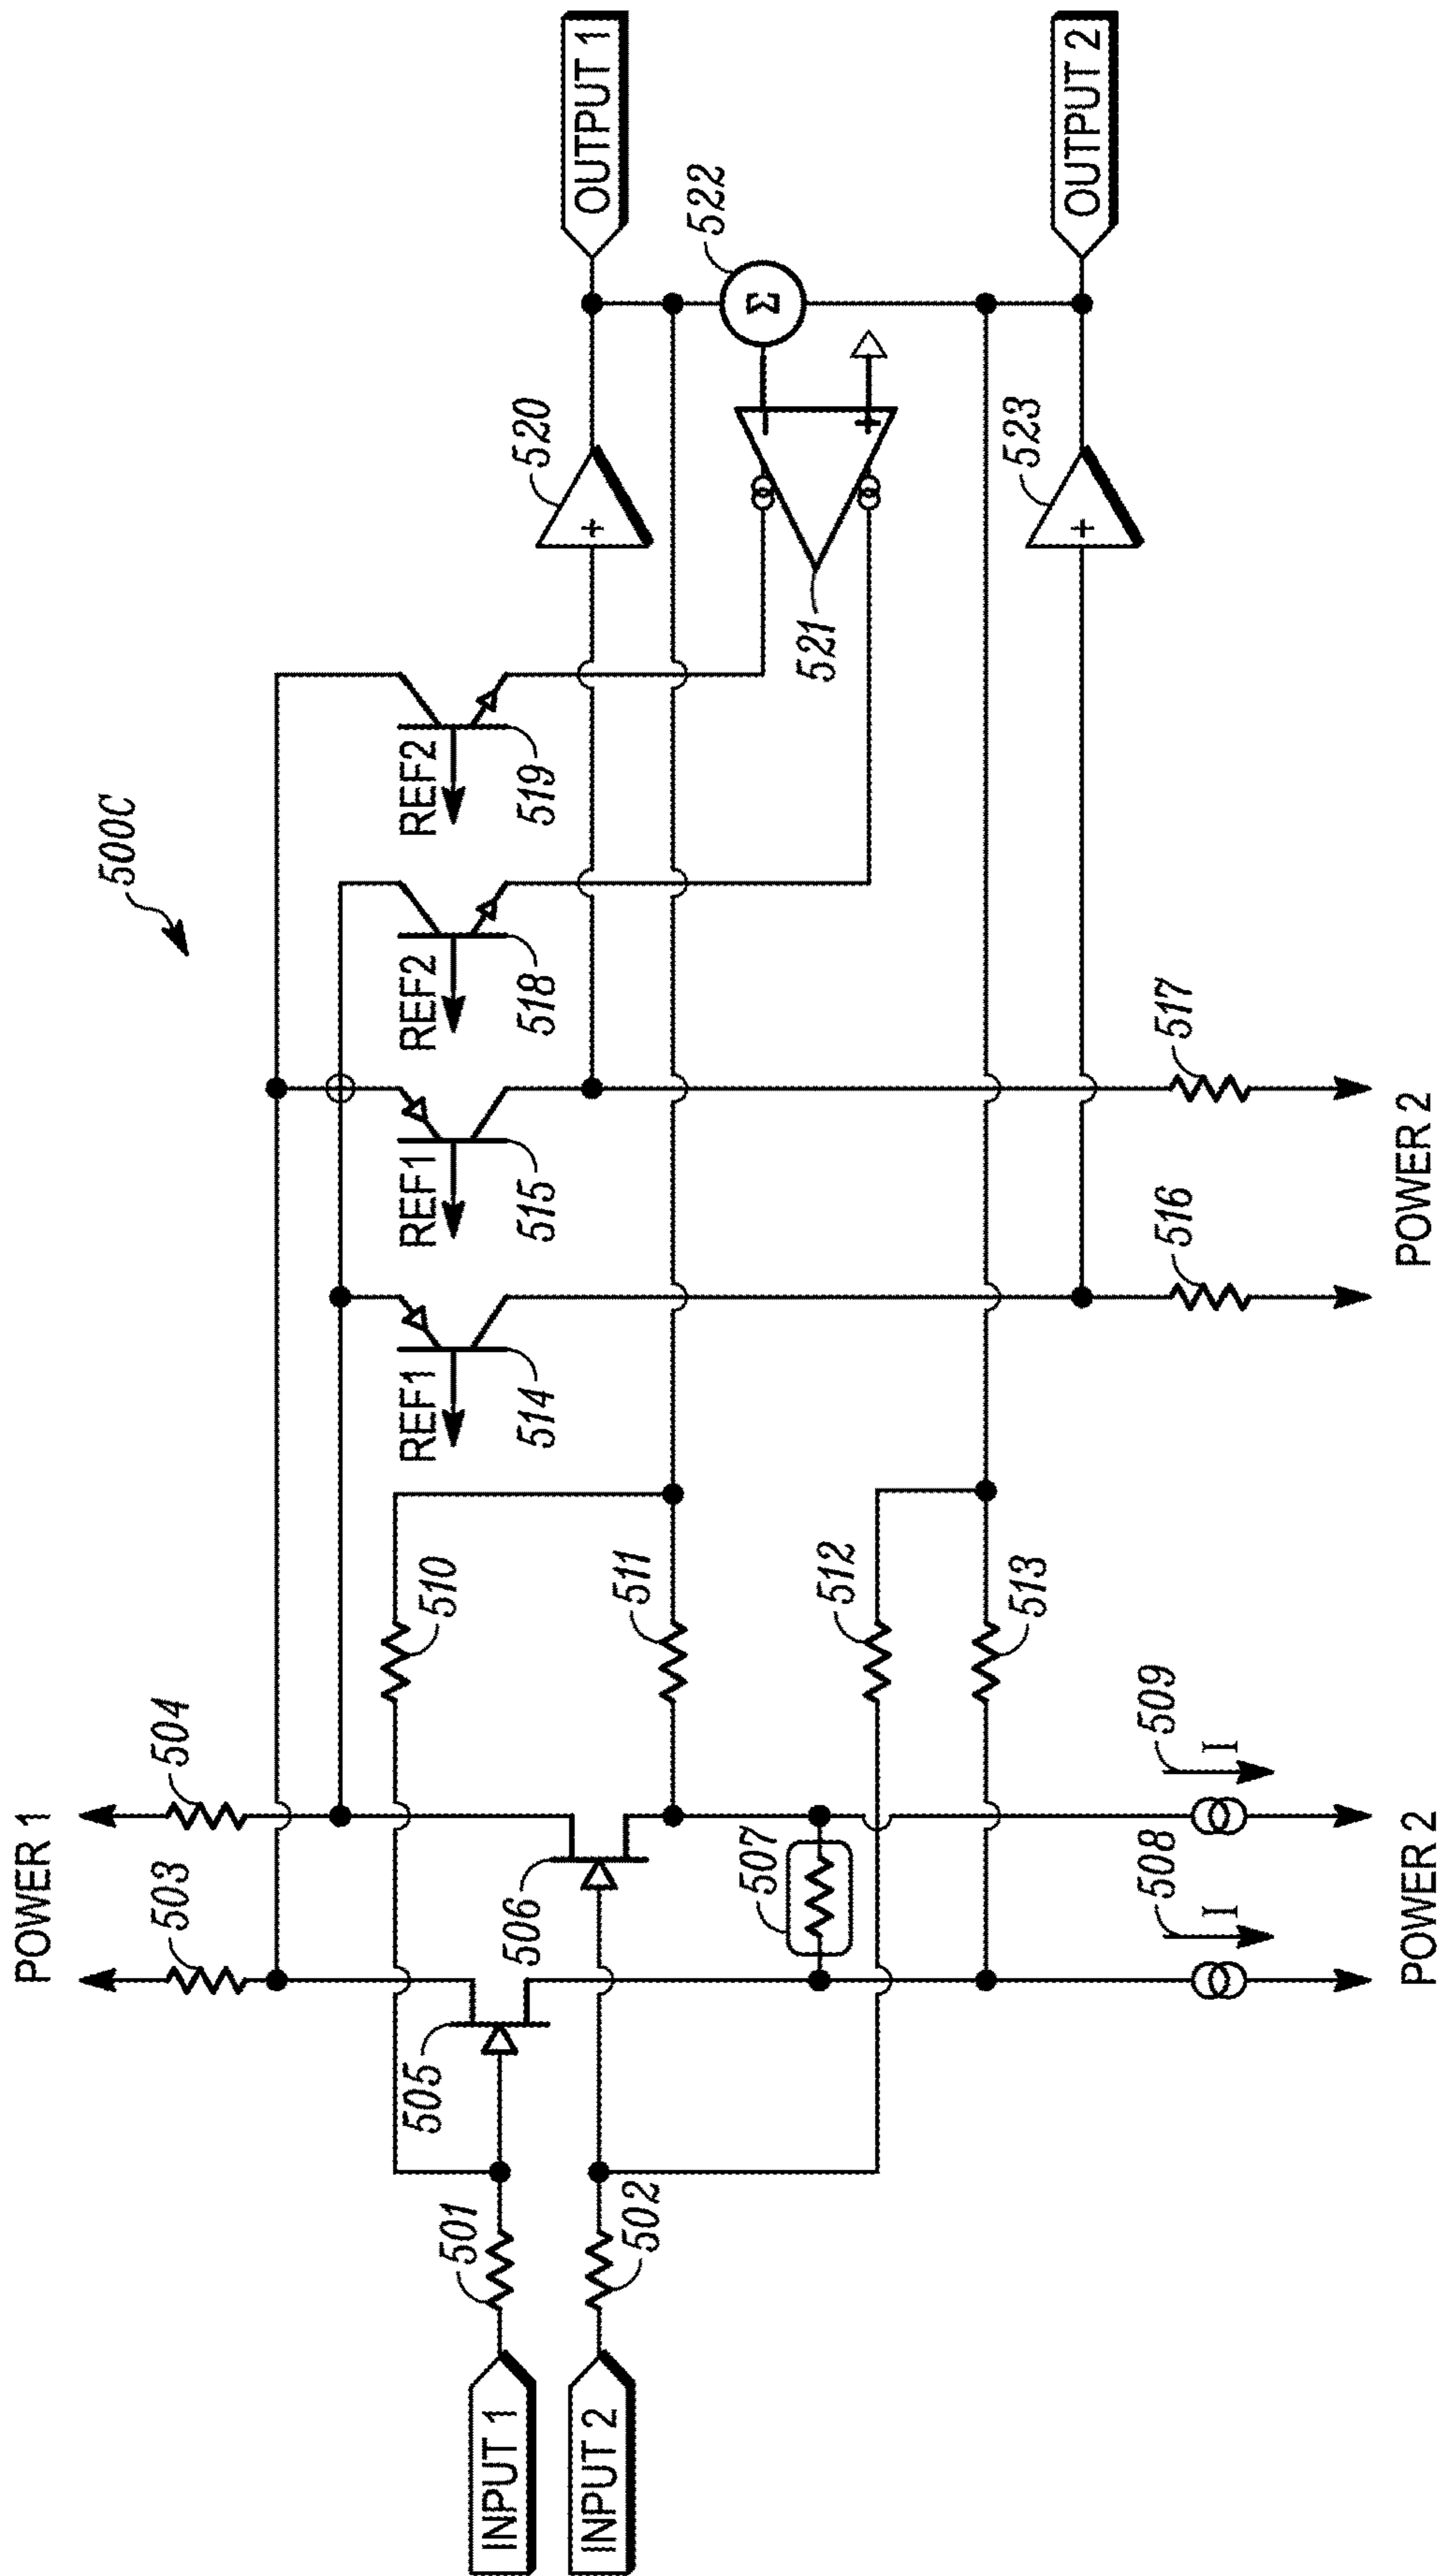 500C
POWER 1
503
504
505
506
507
508
I
509
I
POWER 2
INPUT 1
501
INPUT 2
502
510
511
512
513
REF1
514
REF1
515
REF2
518
REF2
519
516
517
POWER 2
520
+
521
−
+
522
Σ
523
+
OUTPUT 1
OUTPUT 2